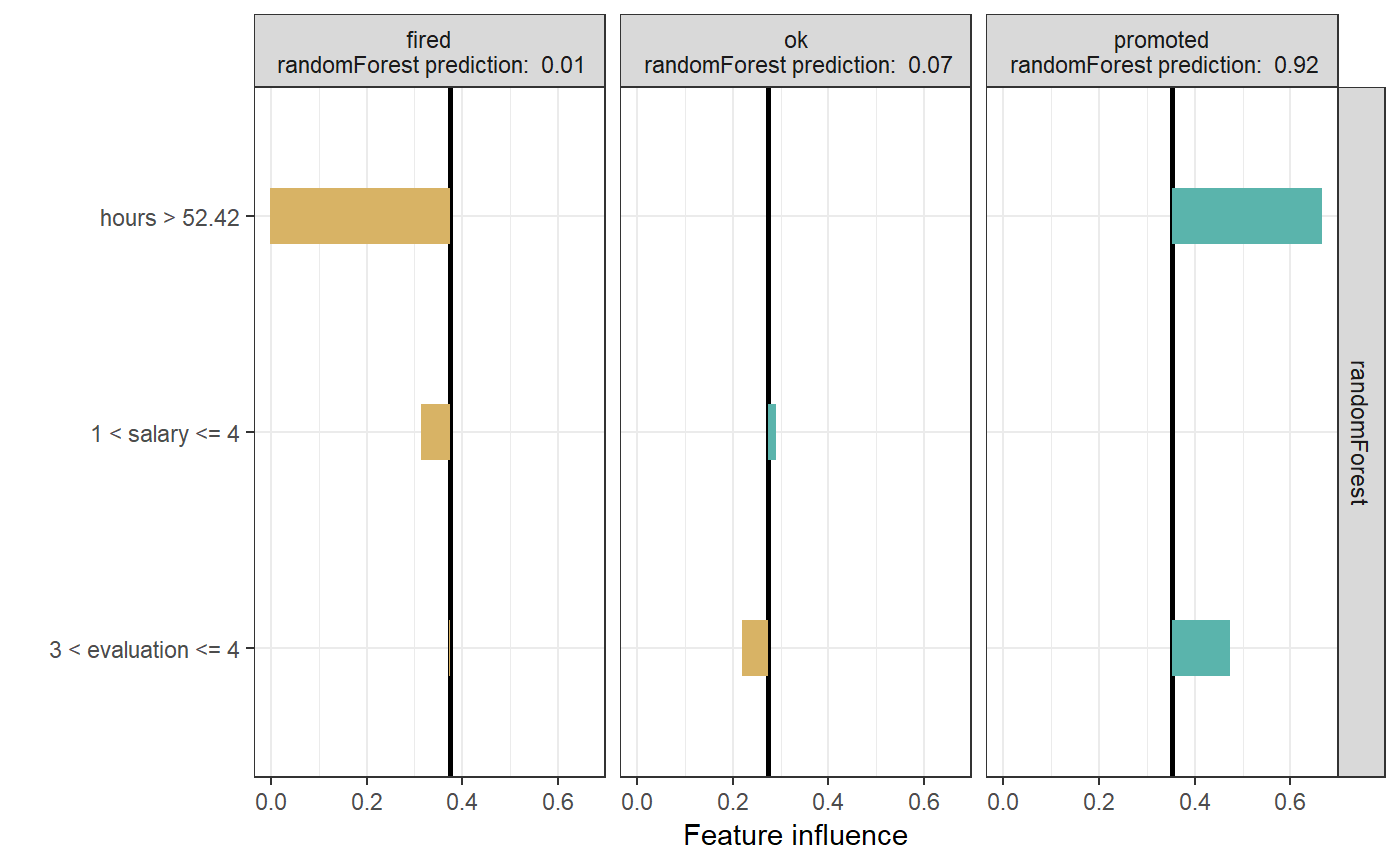 fired
randomForest prediction:  0.01
ok
randomForest prediction:  0.07
promoted
randomForest prediction:  0.92
hours > 52.42
1 < salary <= 4
3 < evaluation <= 4
randomForest
0.0 0.2 0.4 0.6
0.0 0.2 0.4 0.6
0.0 0.2 0.4 0.6
Feature influence